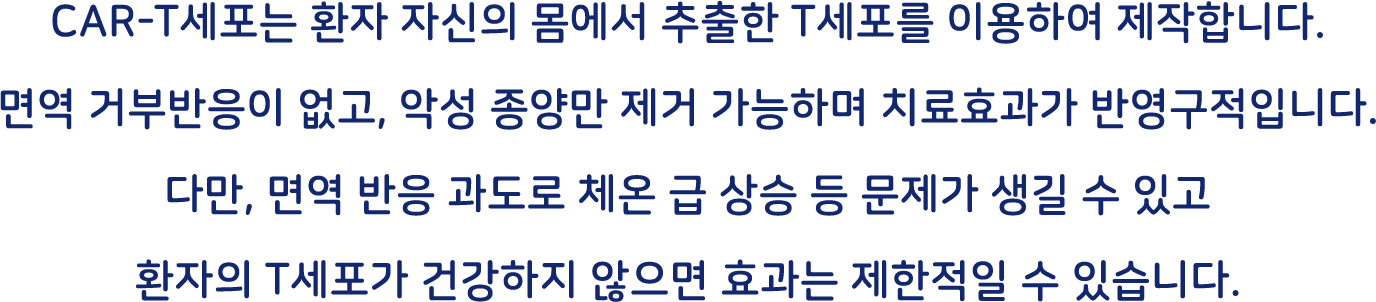 CAR-T세포는 환자 자신의 몸에서 추출한 T세포를 이용하여 제작합니다.
면역 거부반응이 없고, 악성 종양만 제거 가능하며 치료효과가 반영구적입니다.
다만, 면역 반응 과도로 체온 급 상승 등 문제가 생길 수 있고
환자의 T세포가 건강하지 않으면 효과는 제한적일 수 있습니다.